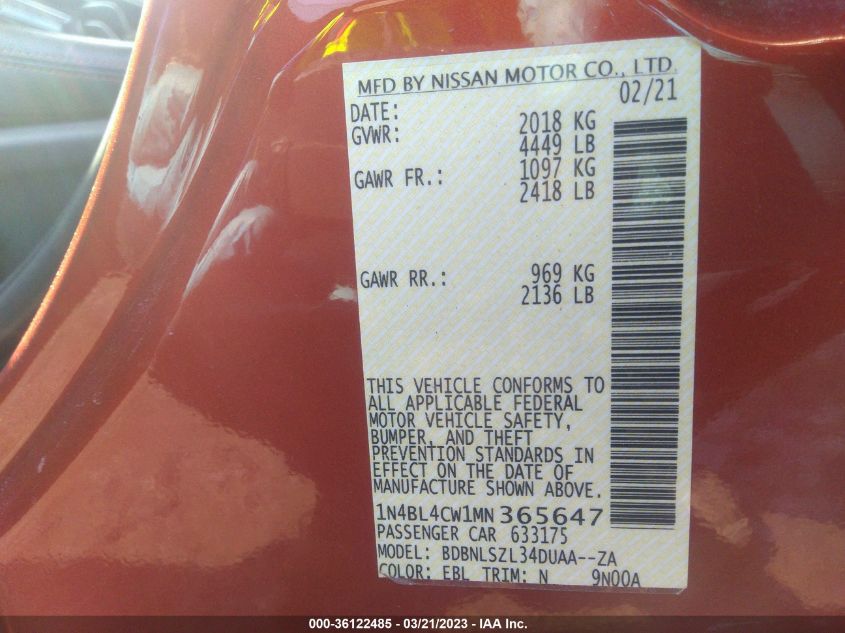 MFD BY NISSAN MOTOR CO., LTD.
DATE: 02/21
GVWR: 2018 KG
4449 LB
GAWR FR.: 1097 KG
2418 LB
GAWR RR.: 969 KG
2136 LB
THIS VEHICLE CONFORMS TO
ALL APPLICABLE FEDERAL
MOTOR VEHICLE SAFETY,
BUMPER, AND THEFT
PREVENTION STANDARDS IN
EFFECT ON THE DATE OF
MANUFACTURE SHOWN ABOVE.
1N4BL4CW1MN365647
PASSENGER CAR 633175
MODEL: BDBNLSZL34DUAA--ZA
COLOR: EBL TRIM: N 9N00A
000-36122485 - 03/21/2023 - IAA Inc.